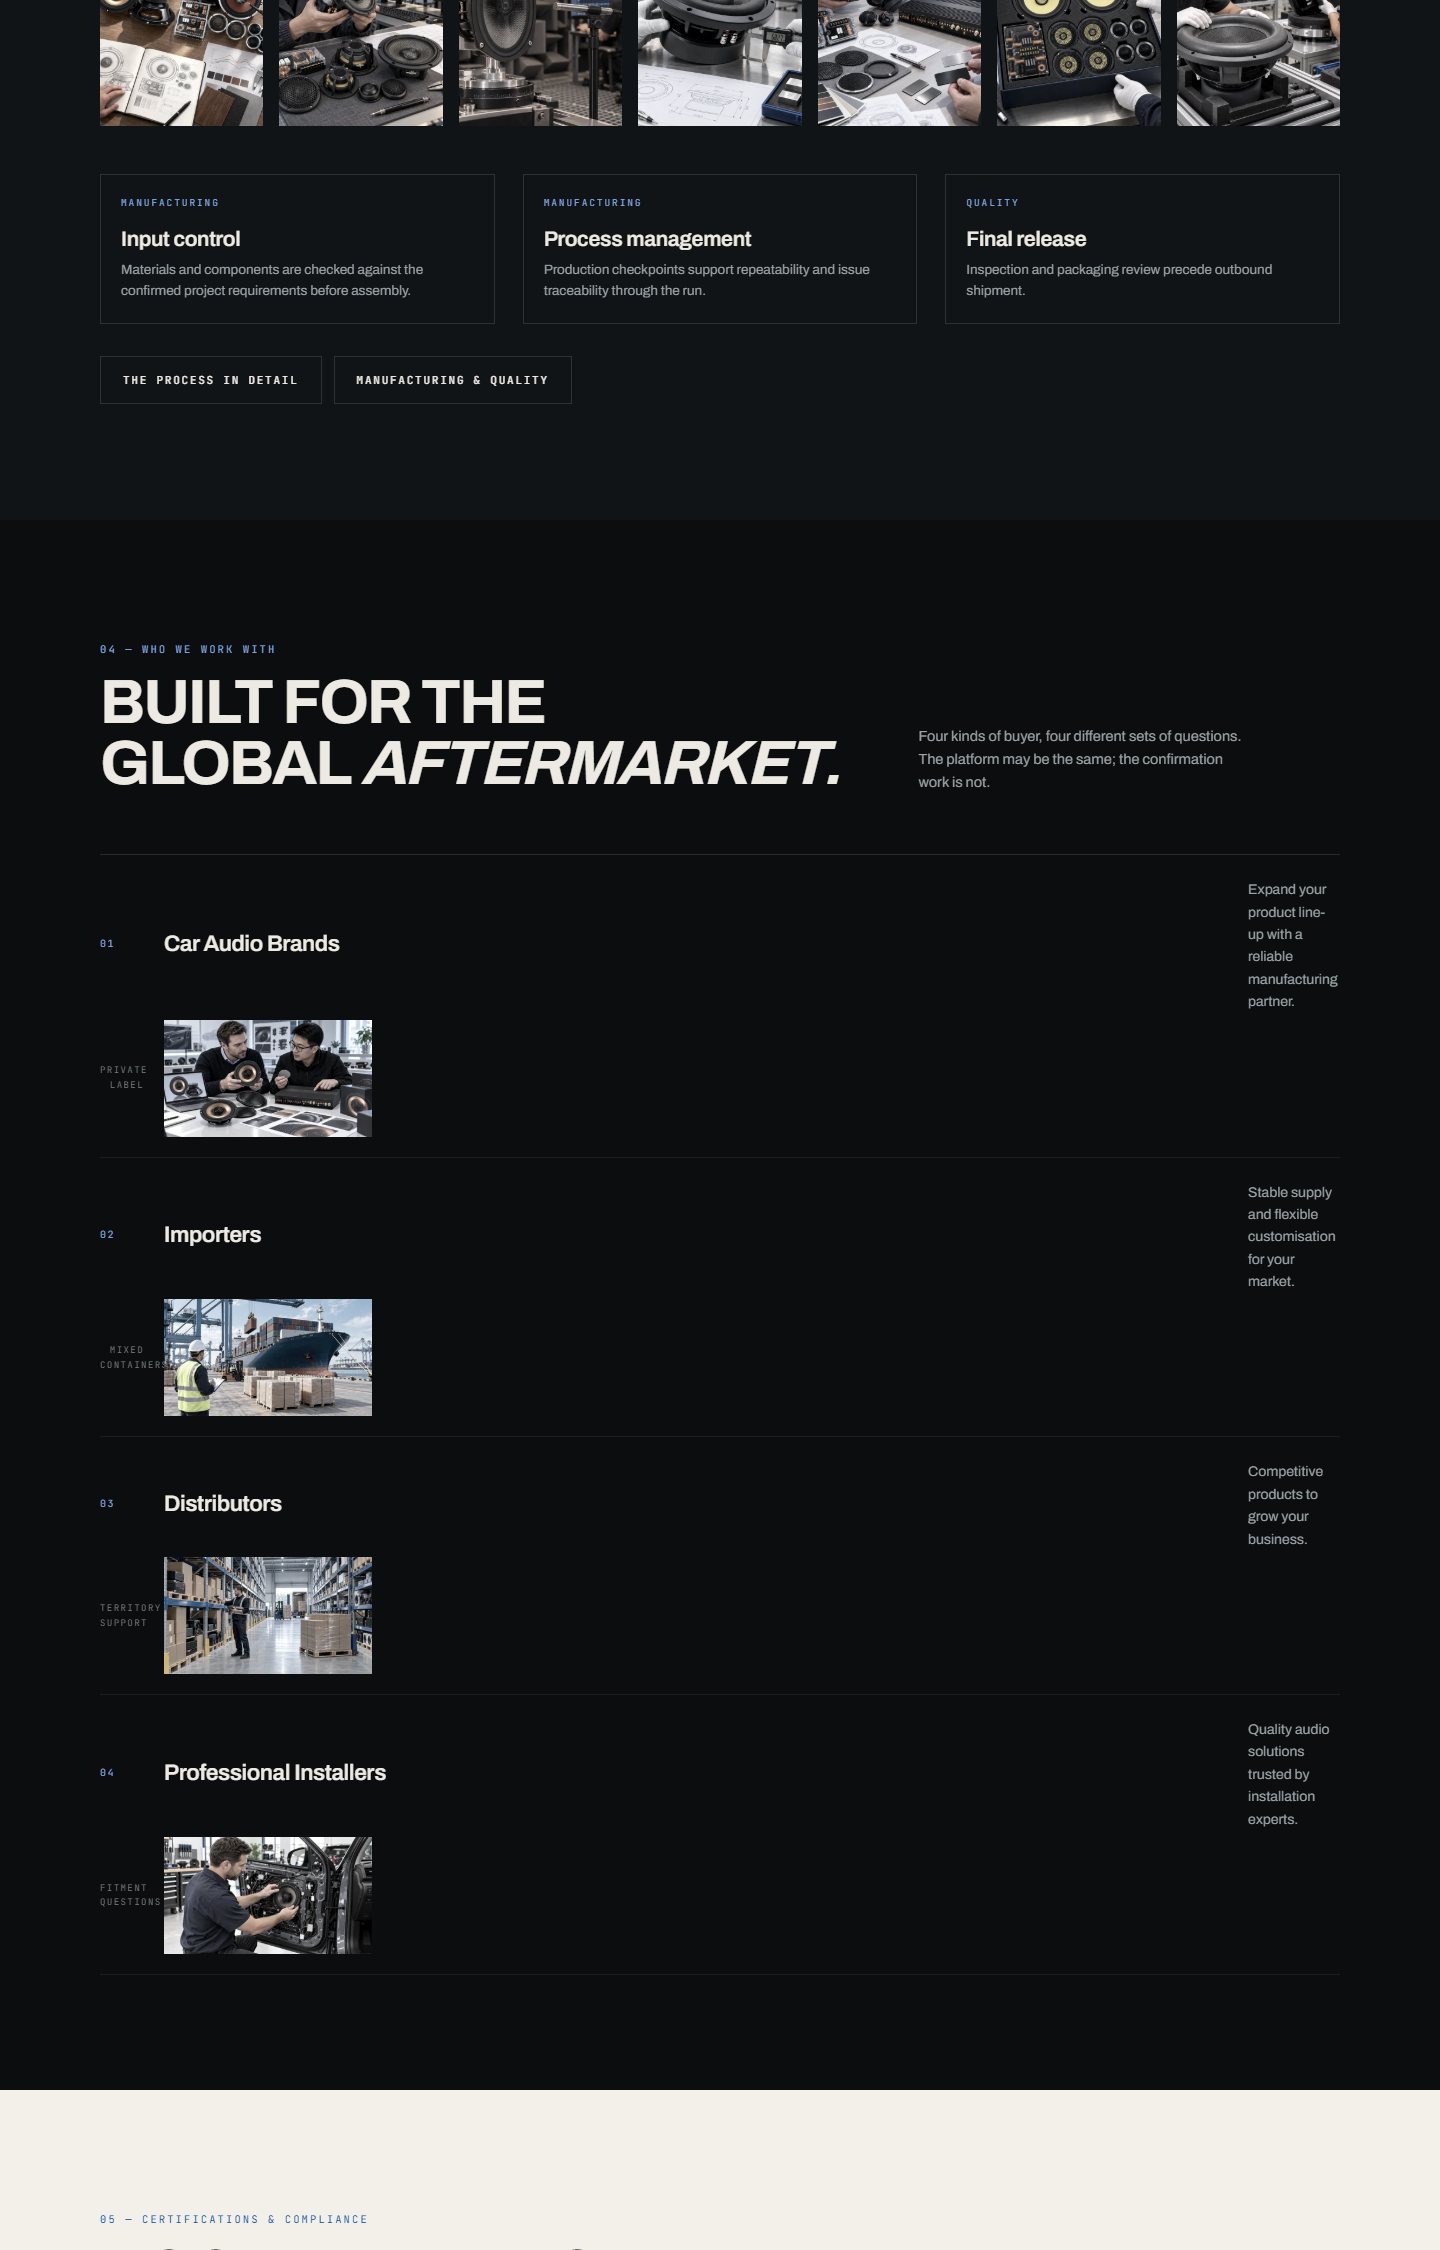 MANUFACTURING
Input control
Materials and components are checked against the
confirmed project requirements before assembly.
MANUFACTURING
Process management
Production checkpoints support repeatability and issue
traceability through the run.
QUALITY
Final release
Inspection and packaging review precede outbound
shipment.
THE PROCESS IN DETAIL
MANUFACTURING & QUALITY
04 — WHO WE WORK WITH
BUILT FOR THE
GLOBAL AFTERMARKET.
Four kinds of buyer, four different sets of questions.
The platform may be the same; the confirmation
work is not.
01
Car Audio Brands
Expand your
product line-
up with a
reliable
manufacturing
partner.
PRIVATE
LABEL
02
Importers
Stable supply
and flexible
customisation
for your
market.
MIXED
CONTAINERS
03
Distributors
Competitive
products to
grow your
business.
TERRITORY
SUPPORT
04
Professional Installers
Quality audio
solutions
trusted by
installation
experts.
FITMENT
QUESTIONS
05 — CERTIFICATIONS & COMPLIANCE